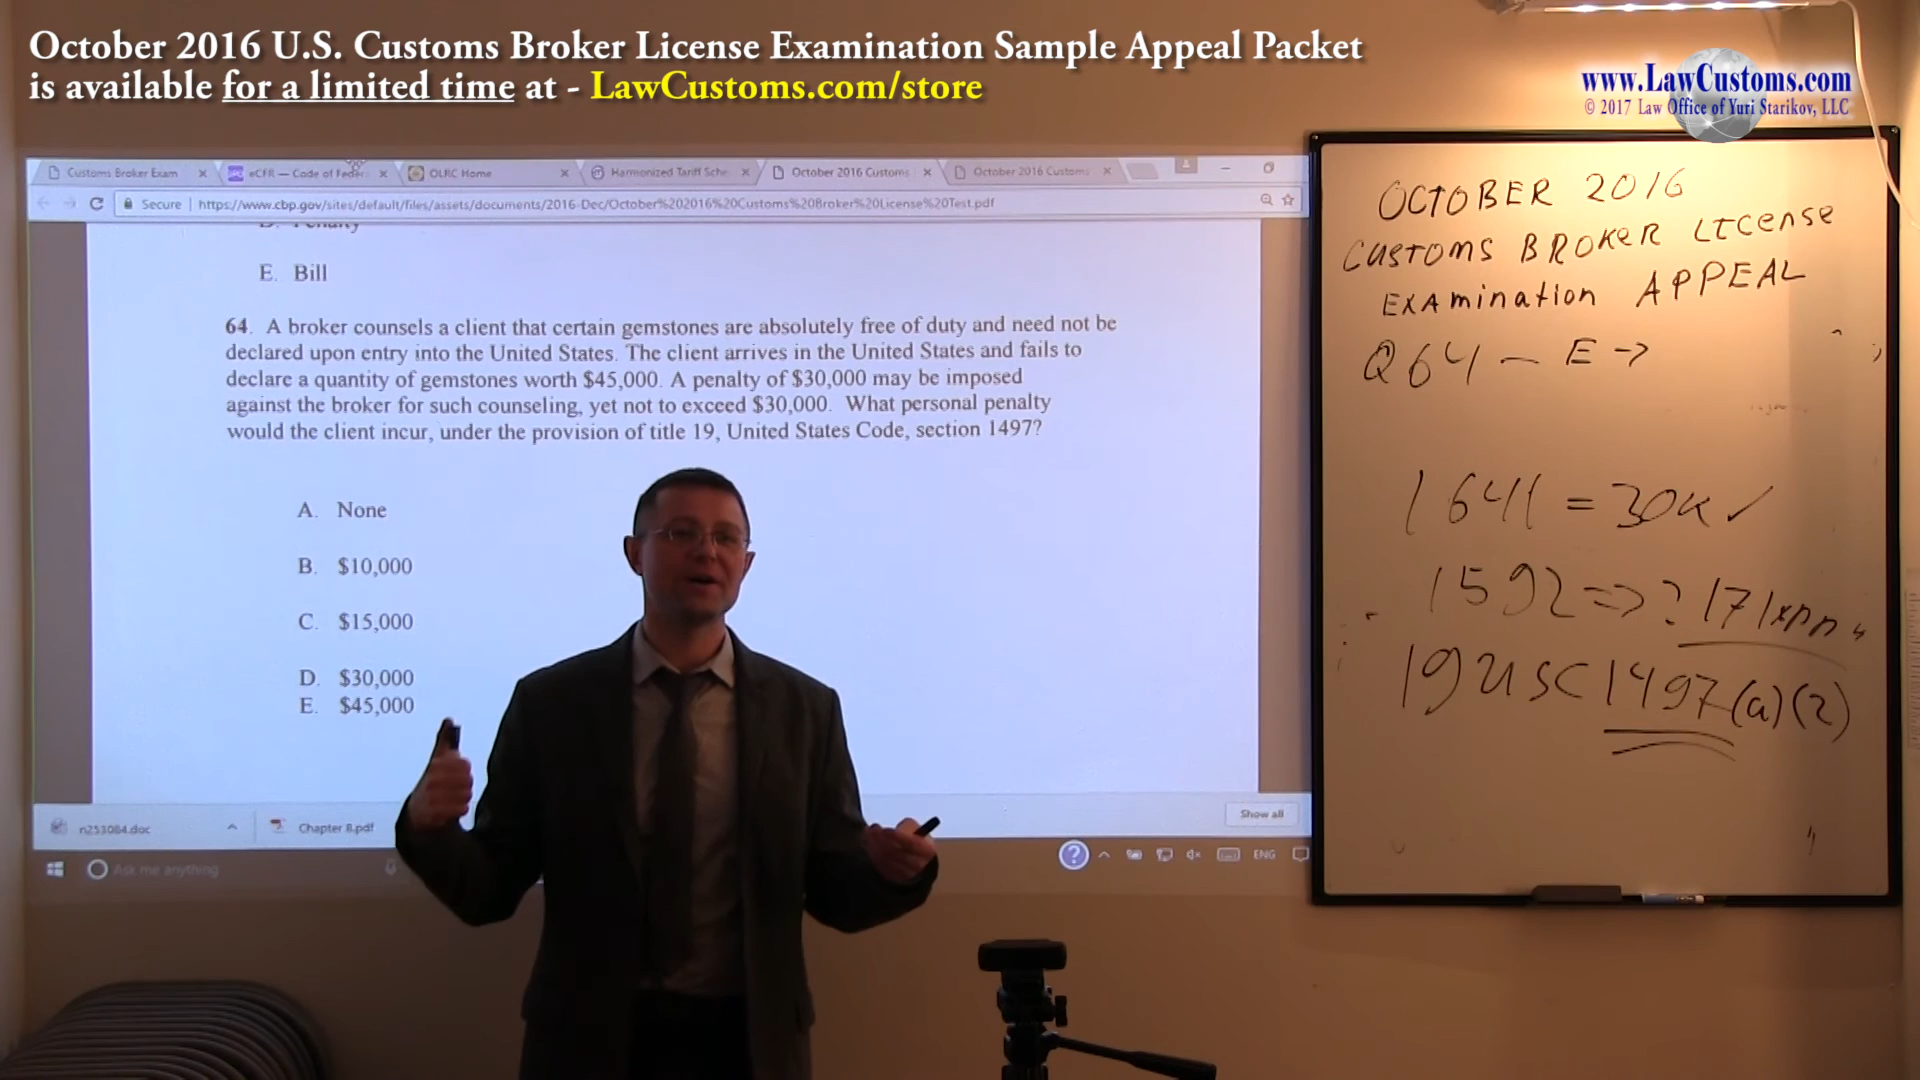 October 2016 U.S. Customs Broker License Examination Sample Appeal Packet
is available for a limited time at - LawCustoms.com/store
www.LawCustoms.com
© 2017 Law Office of Yuri Starikov, LLC
Customs Broker Exam
eCFR — Code of Feder
OLRC Home
Harmonized Tariff Sche
October 2016 Customs
October 2016 Customs
Secure
https://www.cbp.gov/sites/default/files/assets/documents/2016-Dec/October%202016%20Customs%20Broker%20License%20Test.pdf
D. Penalty
E. Bill
64. A broker counsels a client that certain gemstones are absolutely free of duty and need not be
declared upon entry into the United States. The client arrives in the United States and fails to
declare a quantity of gemstones worth $45,000. A penalty of $30,000 may be imposed
against the broker for such counseling, yet not to exceed $30,000. What personal penalty
would the client incur, under the provision of title 19, United States Code, section 1497?
A. None
B. $10,000
C. $15,000
D. $30,000
E. $45,000
n253084.doc
Chapter 8.pdf
Show all
Ask me anything
ENG
OCTOBER 2016
CUSTOMS BROKER LICENSE
EXAMINATION APPEAL
Q64 — E →
1641 = 30K ✓
1592 => ? 171
19 USC 1497(a)(2)